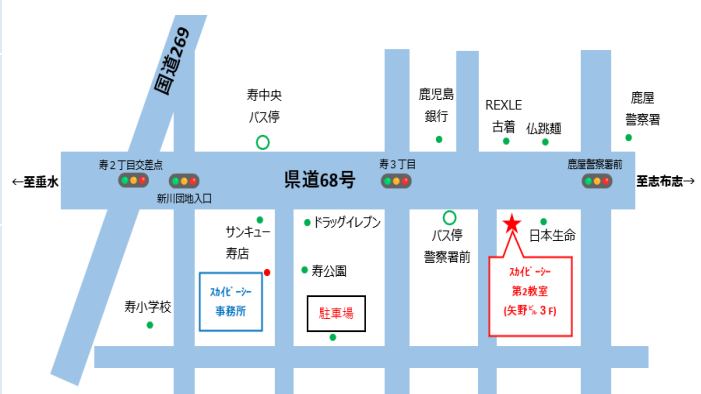 国道269
寿中央
バス停
鹿児島
銀行
REXLE
古着
仏跳麺
鹿屋
警察署
←至垂水
寿2丁目交差点
新川団地入口
県道68号
寿3丁目
鹿屋警察署前
至志布志→
サンキュー
寿店
ドラッグイレブン
バス停
警察署前
日本生命
ｽｶｲﾋﾞｰｼｰ
事務所
寿公園
駐車場
寿小学校
ｽｶｲﾋﾞｰｼｰ
第2教室
(矢野ﾋﾞﾙ3F)